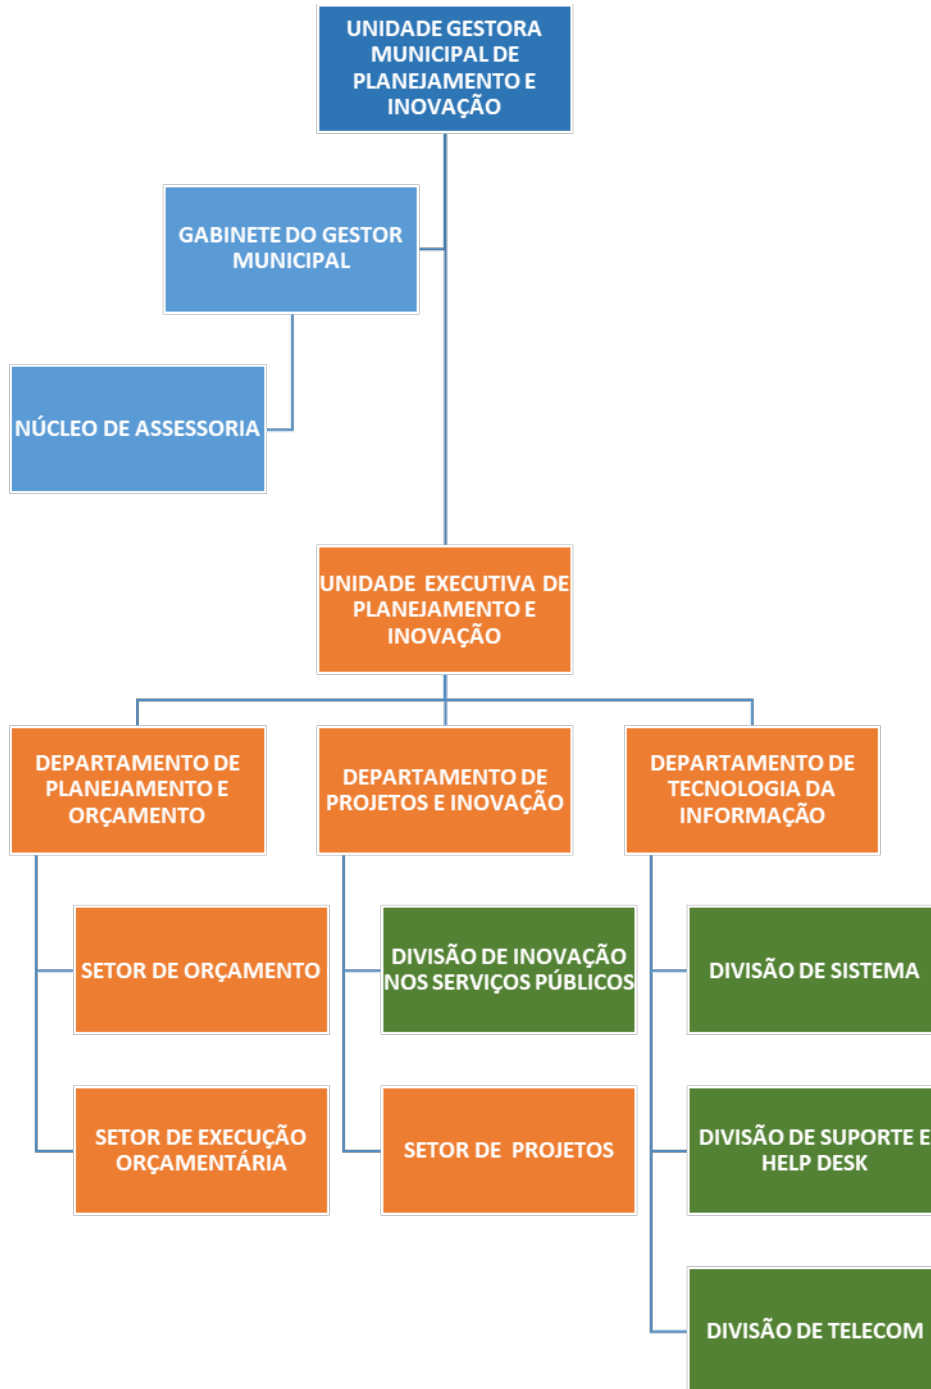 UNIDADE GESTORA
MUNICIPAL DE
PLANEJAMENTO E
INOVAÇÃO
GABINETE DO GESTOR
MUNICIPAL
NÚCLEO DE ASSESSORIA
UNIDADE EXECUTIVA DE
PLANEJAMENTO E
INOVAÇÃO
DEPARTAMENTO DE
PLANEJAMENTO E
ORÇAMENTO
SETOR DE ORÇAMENTO
SETOR DE EXECUÇÃO
ORÇAMENTÁRIA
DEPARTAMENTO DE
PROJETOS E INOVAÇÃO
DIVISÃO DE INOVAÇÃO
NOS SERVIÇOS PÚBLICOS
SETOR DE PROJETOS
DEPARTAMENTO DE
TECNOLOGIA DA
INFORMAÇÃO
DIVISÃO DE SISTEMA
DIVISÃO DE SUPORTE E
HELP DESK
DIVISÃO DE TELECOM